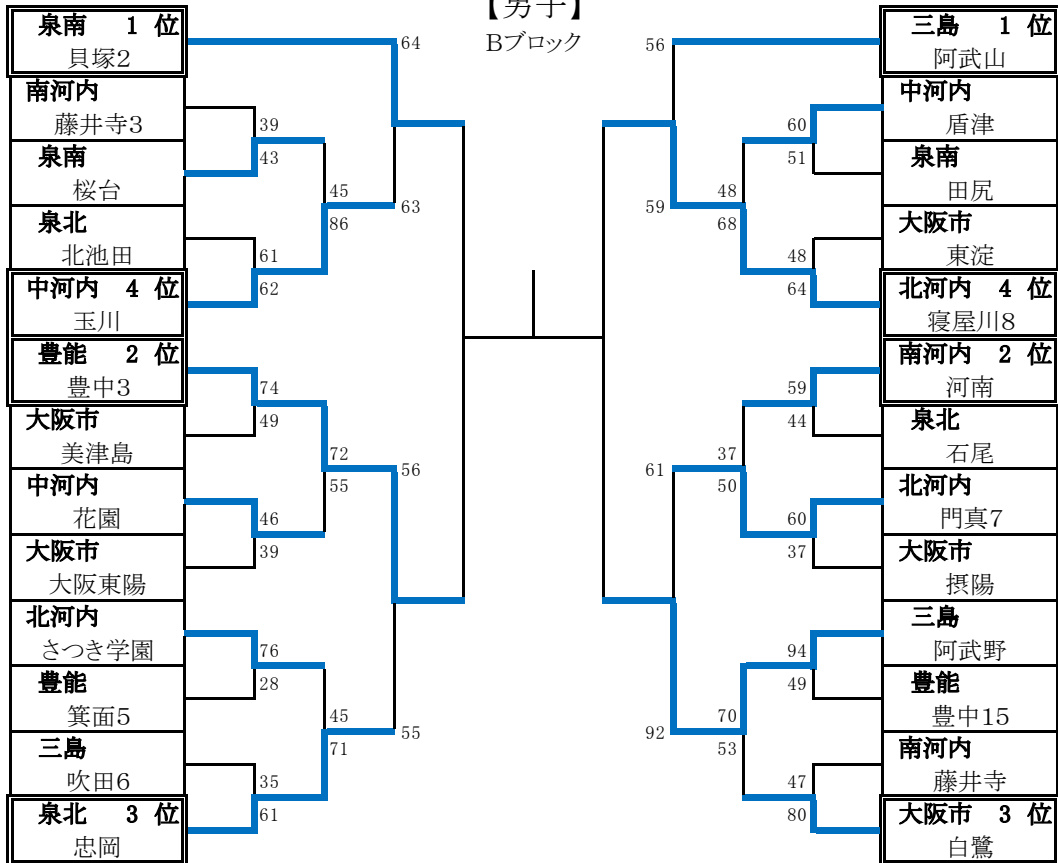 【男子】
Bブロック
泉南 1 位
貝塚2
南河内
藤井寺3
泉南
桜台
泉北
北池田
中河内 4 位
玉川
豊能 2 位
豊中3
大阪市
美津島
中河内
花園
大阪市
大阪東陽
北河内
さつき学園
豊能
箕面5
三島
吹田6
泉北 3 位
忠岡
39
43
61
62
74
49
46
39
76
28
35
61
45
86
72
55
45
71
64
63
56
55
56
59
61
92
48
68
37
50
70
53
60
51
48
64
59
44
60
37
94
49
47
80
三島 1 位
阿武山
中河内
盾津
泉南
田尻
大阪市
東淀
北河内 4 位
寝屋川8
南河内 2 位
河南
泉北
石尾
北河内
門真7
大阪市
摂陽
三島
阿武野
豊能
豊中15
南河内
藤井寺
大阪市 3 位
白鷺